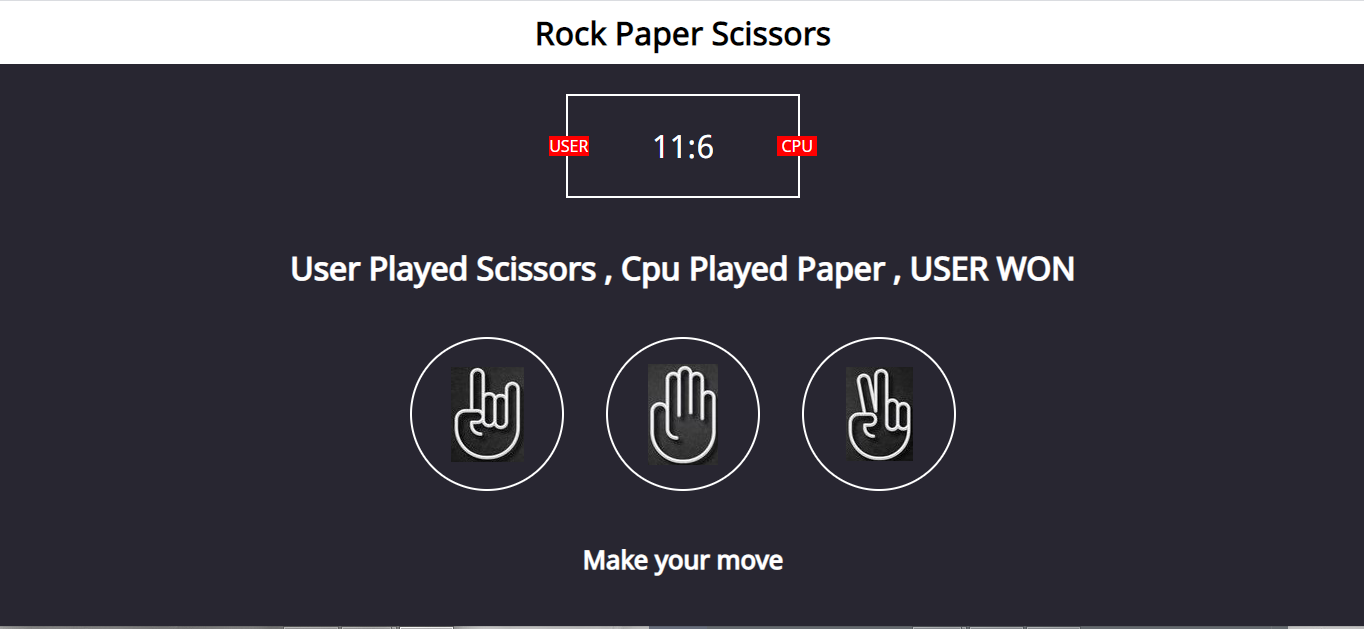 Rock Paper Scissors
USER 11:6 CPU
User Played Scissors , Cpu Played Paper , USER WON
Make your move